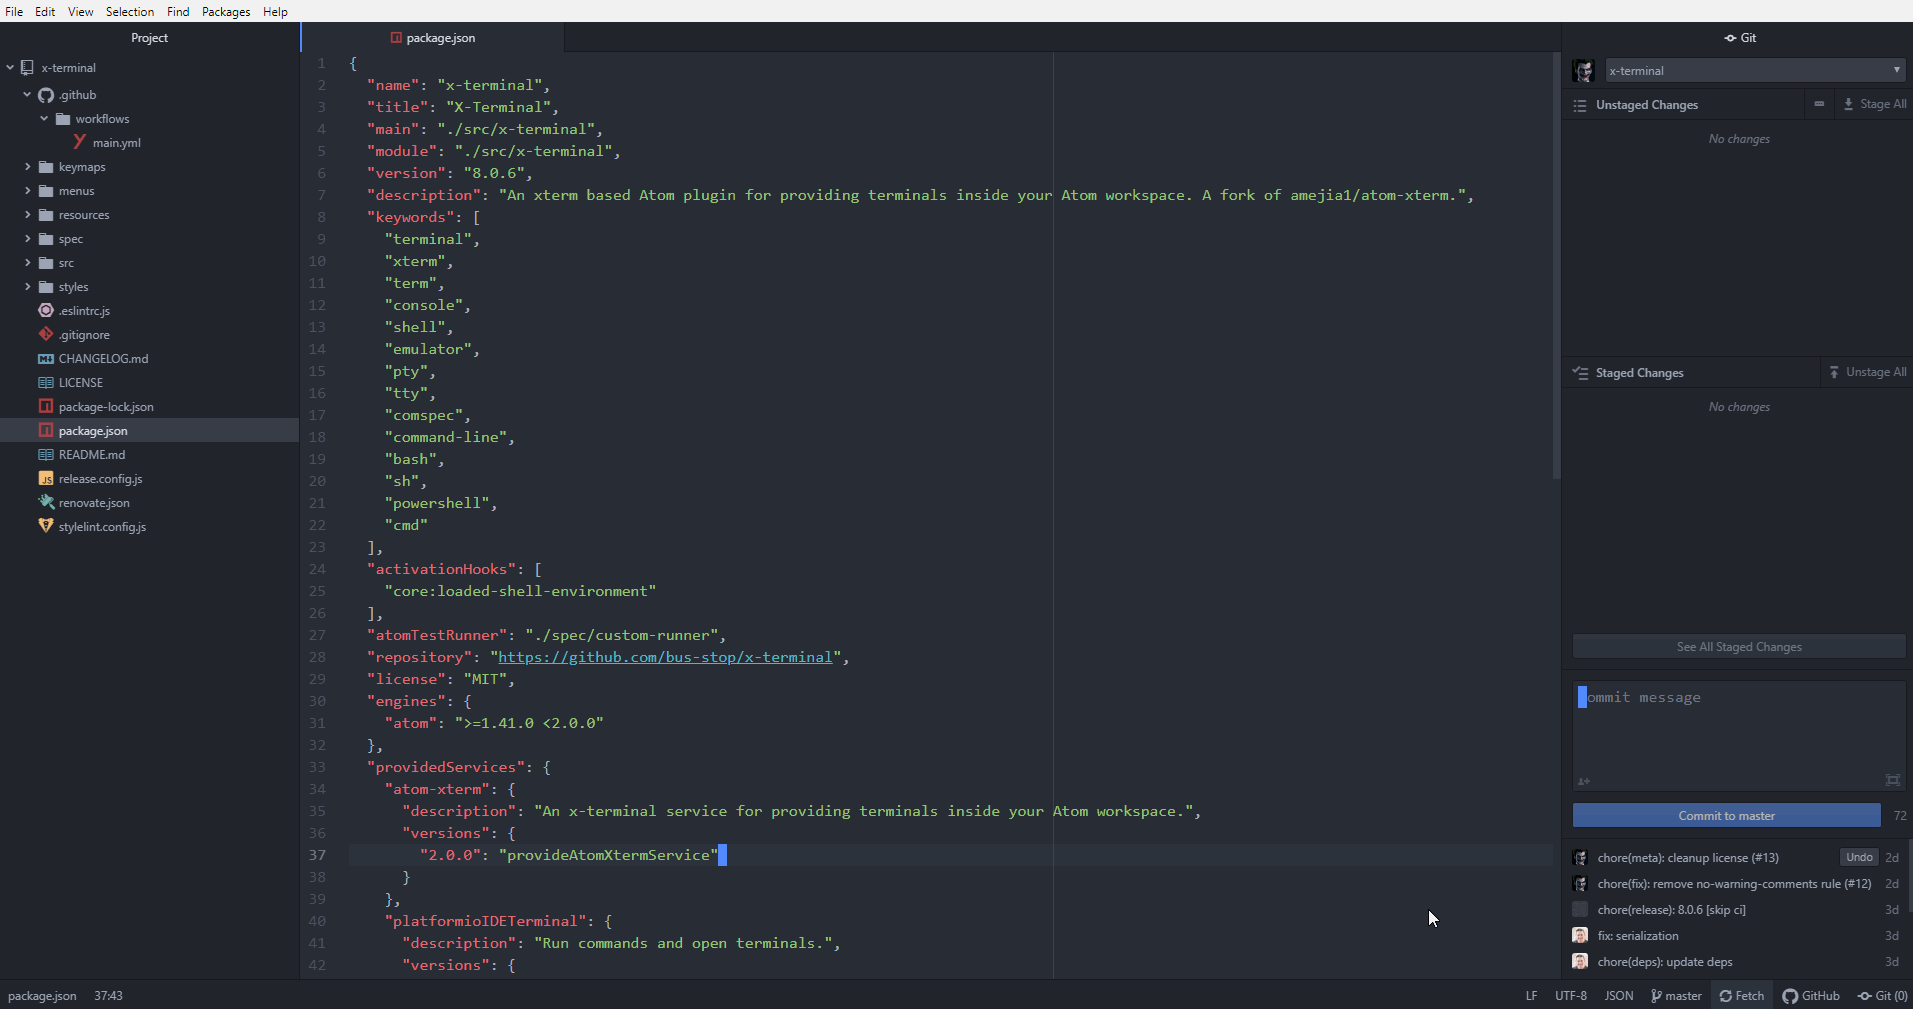 File Edit View Selection Find Packages Help
Project
x-terminal
.github
workflows
main.yml
keymaps
menus
resources
spec
src
styles
.eslintrc.js
.gitignore
CHANGELOG.md
LICENSE
package-lock.json
package.json
README.md
release.config.js
renovate.json
stylelint.config.js
package.json
1 {
2 "name": "x-terminal",
3 "title": "X-Terminal",
4 "main": "./src/x-terminal",
5 "module": "./src/x-terminal",
6 "version": "8.0.6",
7 "description": "An xterm based Atom plugin for providing terminals inside your Atom workspace. A fork of amejia1/atom-xterm.",
8 "keywords": [
9 "terminal",
10 "xterm",
11 "term",
12 "console",
13 "shell",
14 "emulator",
15 "pty",
16 "tty",
17 "comspec",
18 "command-line",
19 "bash",
20 "sh",
21 "powershell",
22 "cmd"
23 ],
24 "activationHooks": [
25 "core:loaded-shell-environment"
26 ],
27 "atomTestRunner": "./spec/custom-runner",
28 "repository": "https://github.com/bus-stop/x-terminal",
29 "license": "MIT",
30 "engines": {
31 "atom": ">=1.41.0 <2.0.0"
32 },
33 "providedServices": {
34 "atom-xterm": {
35 "description": "An x-terminal service for providing terminals inside your Atom workspace.",
36 "versions": {
37 "2.0.0": "provideAtomXtermService"
38 }
39 },
40 "platformioIDETerminal": {
41 "description": "Run commands and open terminals.",
42 "versions": {
Git
x-terminal
Unstaged Changes ... Stage All
No changes
Staged Changes Unstage All
No changes
See All Staged Changes
ommit message
Commit to master 72
chore(meta): cleanup license (#13) Undo 2d
chore(fix): remove no-warning-comments rule (#12) 2d
chore(release): 8.0.6 [skip ci] 3d
fix: serialization 3d
chore(deps): update deps 3d
package.json 37:43 LF UTF-8 JSON master Fetch GitHub Git (0)